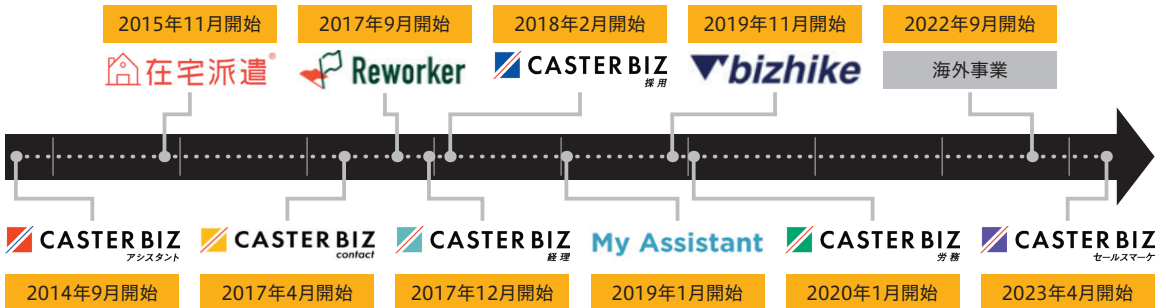 2015年11月開始
2017年9月開始
2018年2月開始
2019年11月開始
2022年9月開始
在宅派遣®
Reworker
CASTER BIZ
採用
bizhike
海外事業
CASTER BIZ
アシスタント
CASTER BIZ
contact
CASTER BIZ
経理
My Assistant
CASTER BIZ
労務
CASTER BIZ
セールスマーケ
2014年9月開始
2017年4月開始
2017年12月開始
2019年1月開始
2020年1月開始
2023年4月開始